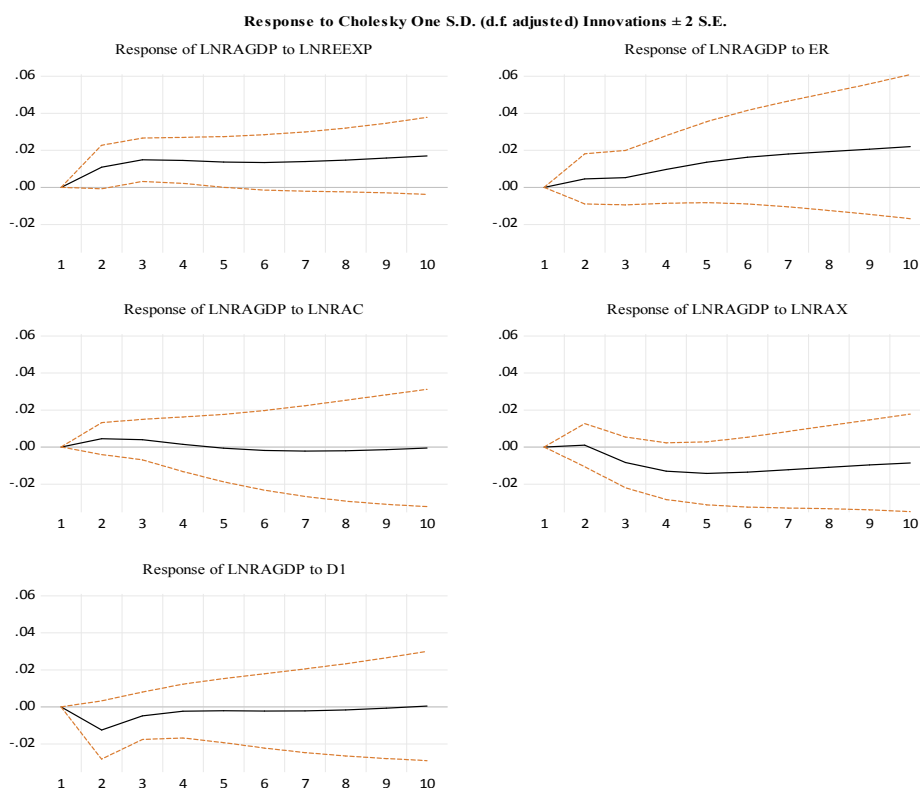 Response to Cholesky One S.D. (d.f. adjusted) Innovations ± 2 S.E.
Response of LNRAGDP to LNREEXP
.06
.04
.02
.00
-.02
1 2 3 4 5 6 7 8 9 10
Response of LNRAGDP to ER
.06
.04
.02
.00
-.02
1 2 3 4 5 6 7 8 9 10
Response of LNRAGDP to LNRAC
.06
.04
.02
.00
-.02
1 2 3 4 5 6 7 8 9 10
Response of LNRAGDP to LNRAX
.06
.04
.02
.00
-.02
1 2 3 4 5 6 7 8 9 10
Response of LNRAGDP to D1
.06
.04
.02
.00
-.02
1 2 3 4 5 6 7 8 9 10